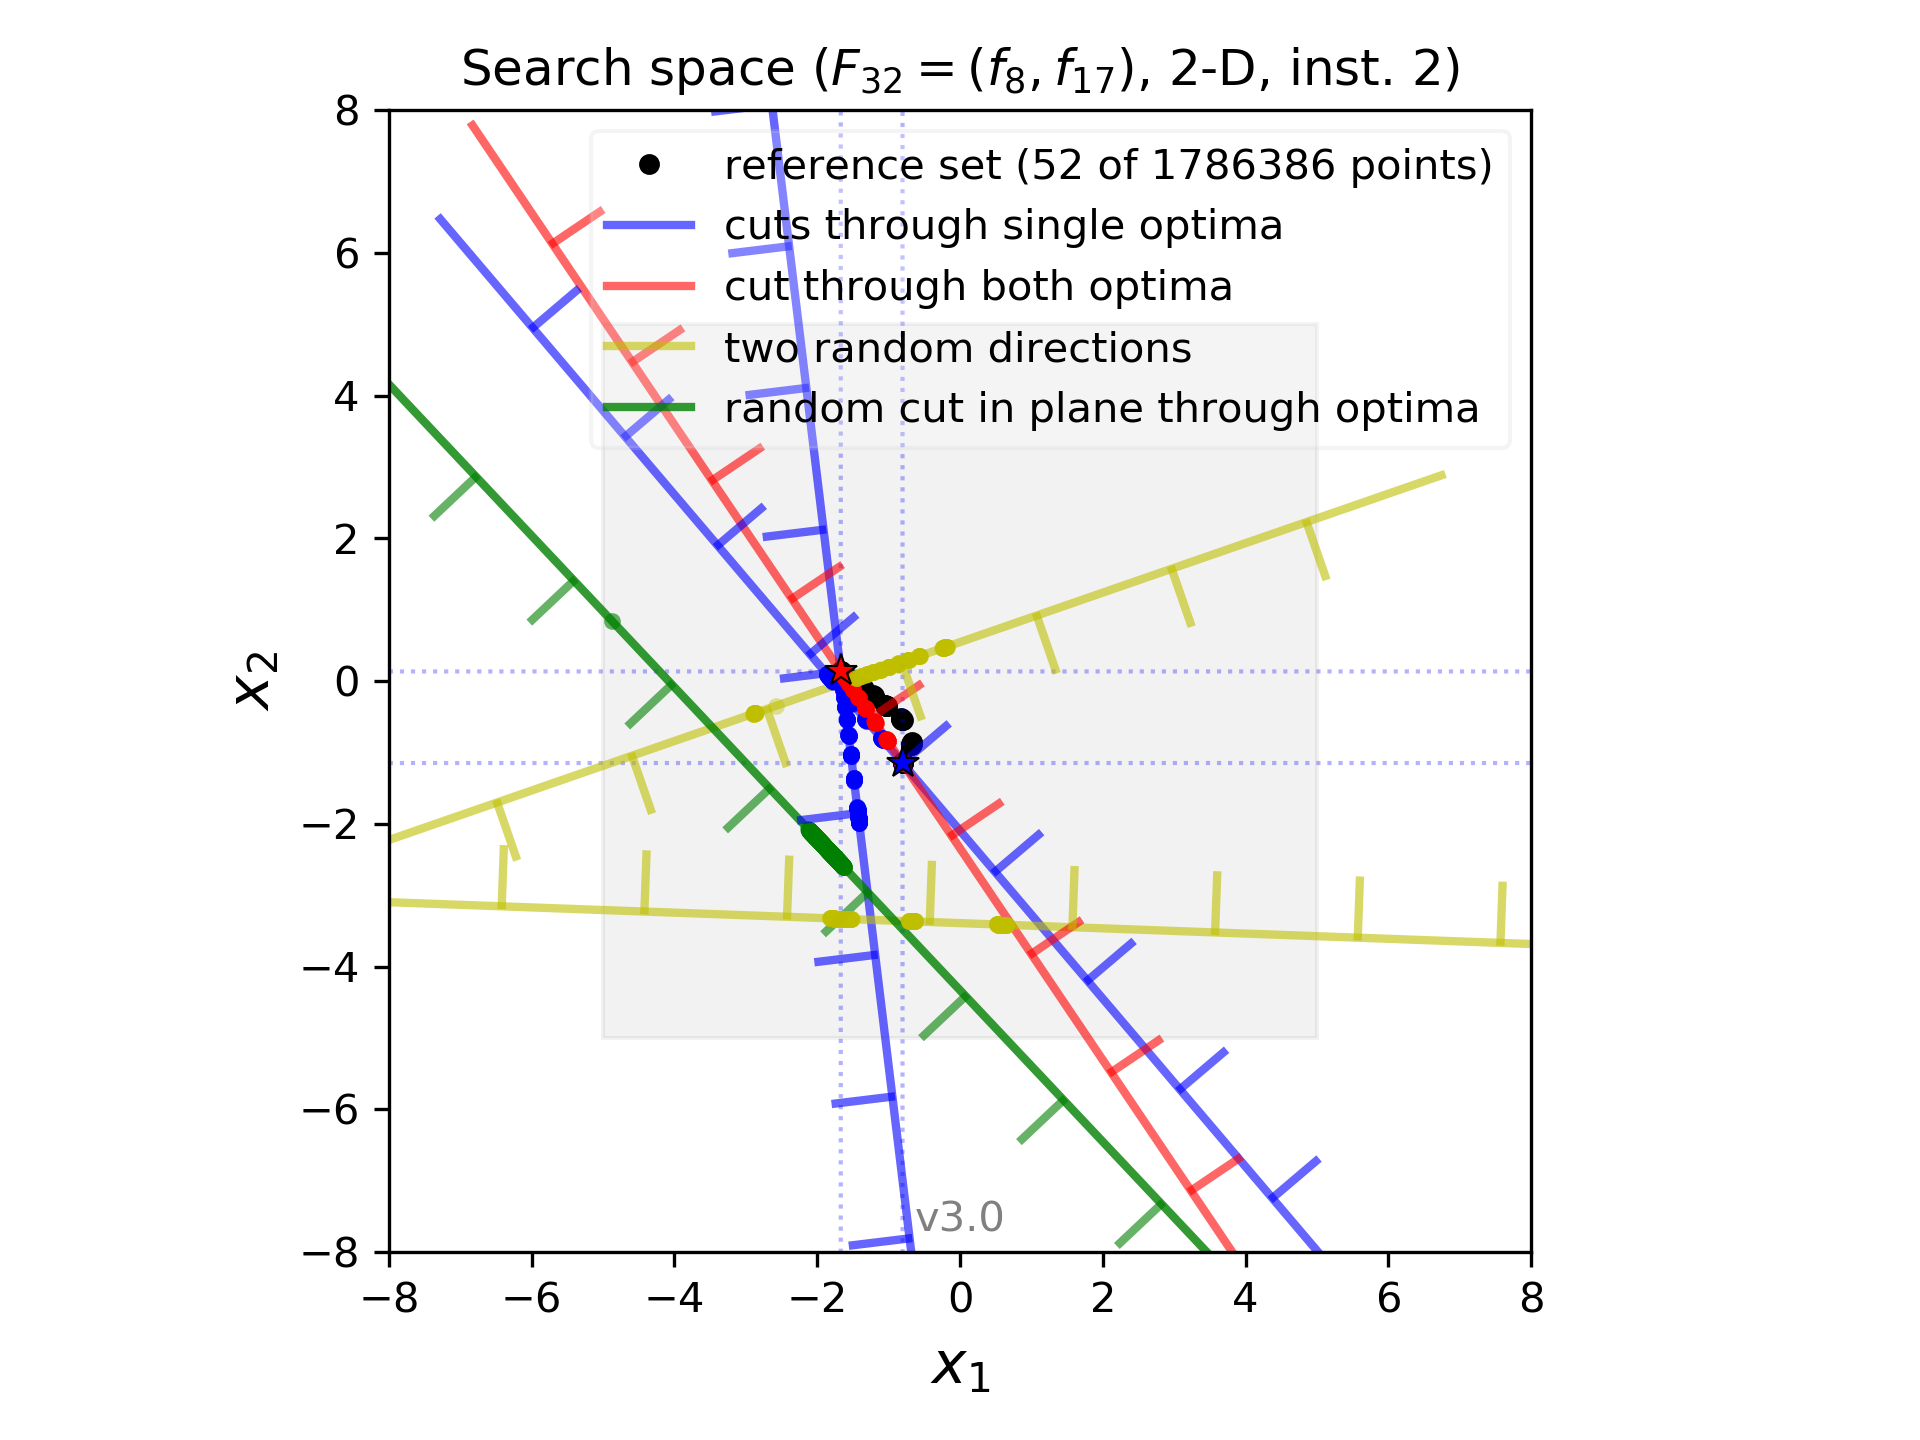 Search space (F32 = (f8, f17), 2-D, inst. 2)
8
6
4
2
0
−2
−4
−6
−8
x2
reference set (52 of 1786386 points)
cuts through single optima
cut through both optima
two random directions
random cut in plane through optima
v3.0
−8 −6 −4 −2 0 2 4 6 8
x1